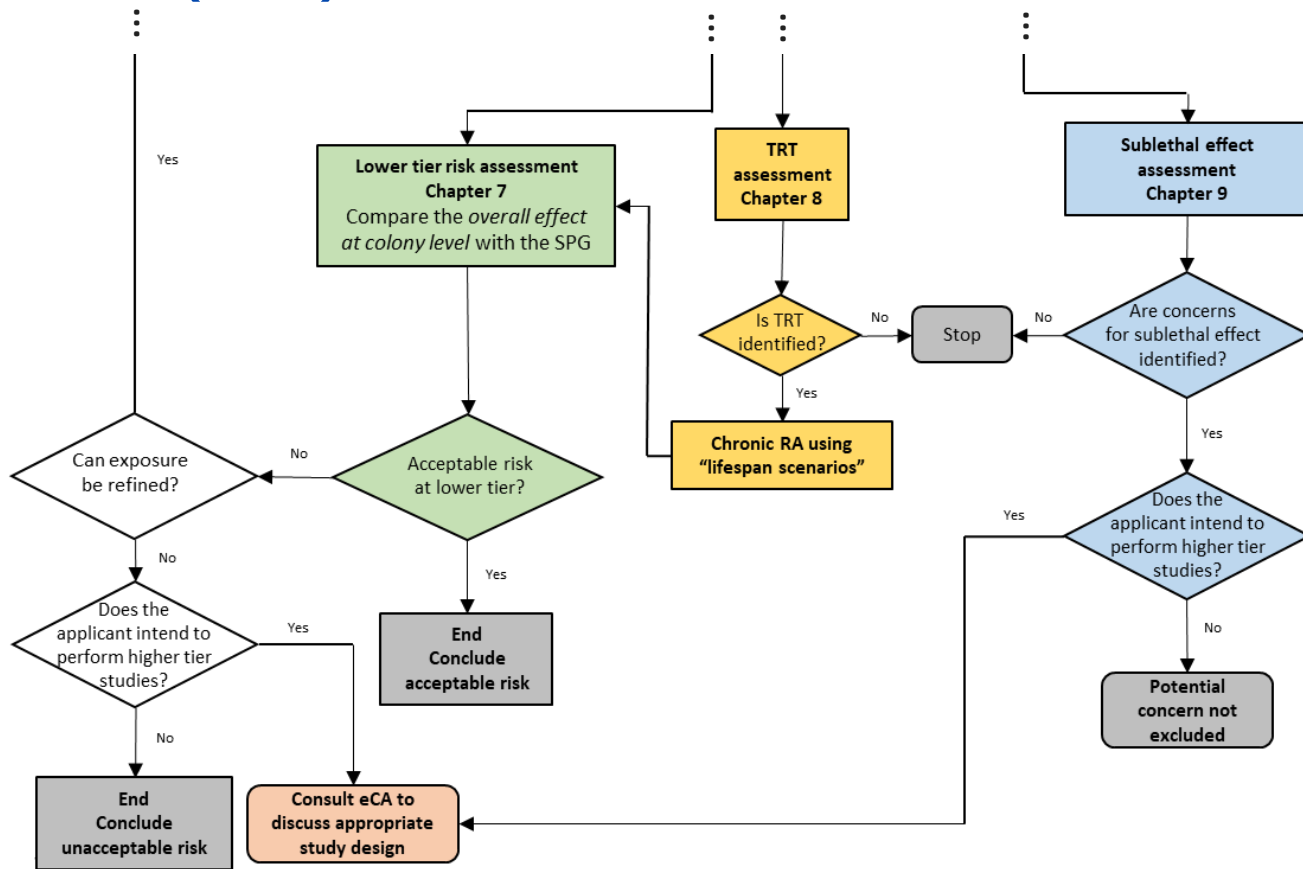 Yes
Lower tier risk assessment
Chapter 7
Compare the overall effect
at colony level with the SPG
TRT
assessment
Chapter 8
Sublethal effect
assessment
Chapter 9
Is TRT
identified?
No
Stop
No
Are concerns
for sublethal effect
identified?
Yes
Chronic RA using
“lifespan scenarios”
Yes
Can exposure
be refined?
No
Acceptable risk
at lower tier?
Does the
applicant intend to
perform higher tier
studies?
Yes
No
Yes
Does the
applicant intend to
perform higher tier
studies?
Yes
End
Conclude
acceptable risk
No
Potential
concern not
excluded
No
End
Conclude
unacceptable risk
Consult eCA to
discuss appropriate
study design